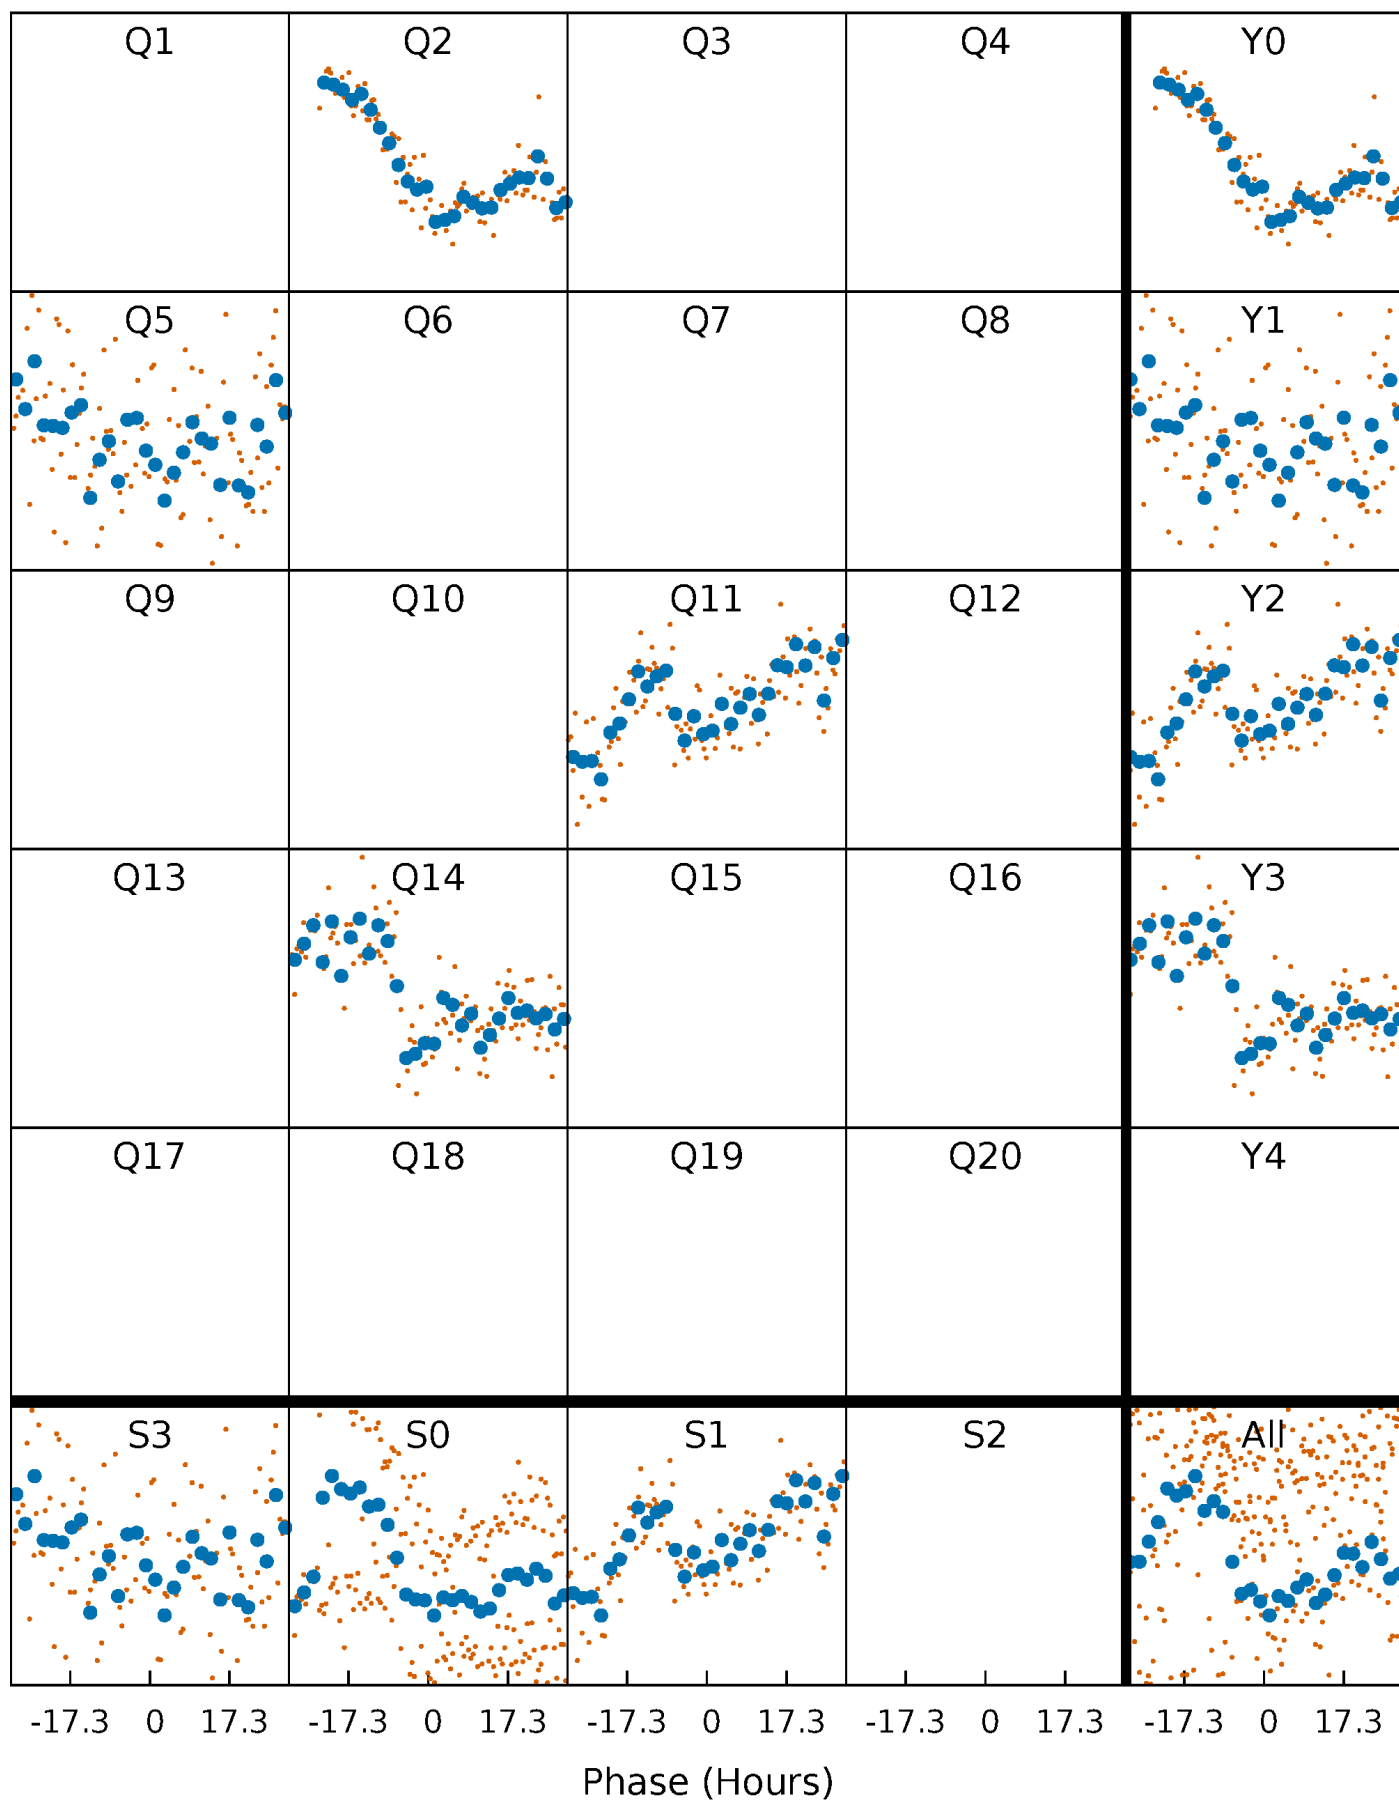 Q1 Q2 Q3 Q4 Y0
Q5 Q6 Q7 Q8 Y1
Q9 Q10 Q11 Q12 Y2
Q13 Q14 Q15 Q16 Y3
Q17 Q18 Q19 Q20 Y4
S3 S0 S1 S2 All
-17.3 0 17.3 -17.3 0 17.3 -17.3 0 17.3 -17.3 0 17.3 -17.3 0 17.3
Phase (Hours)